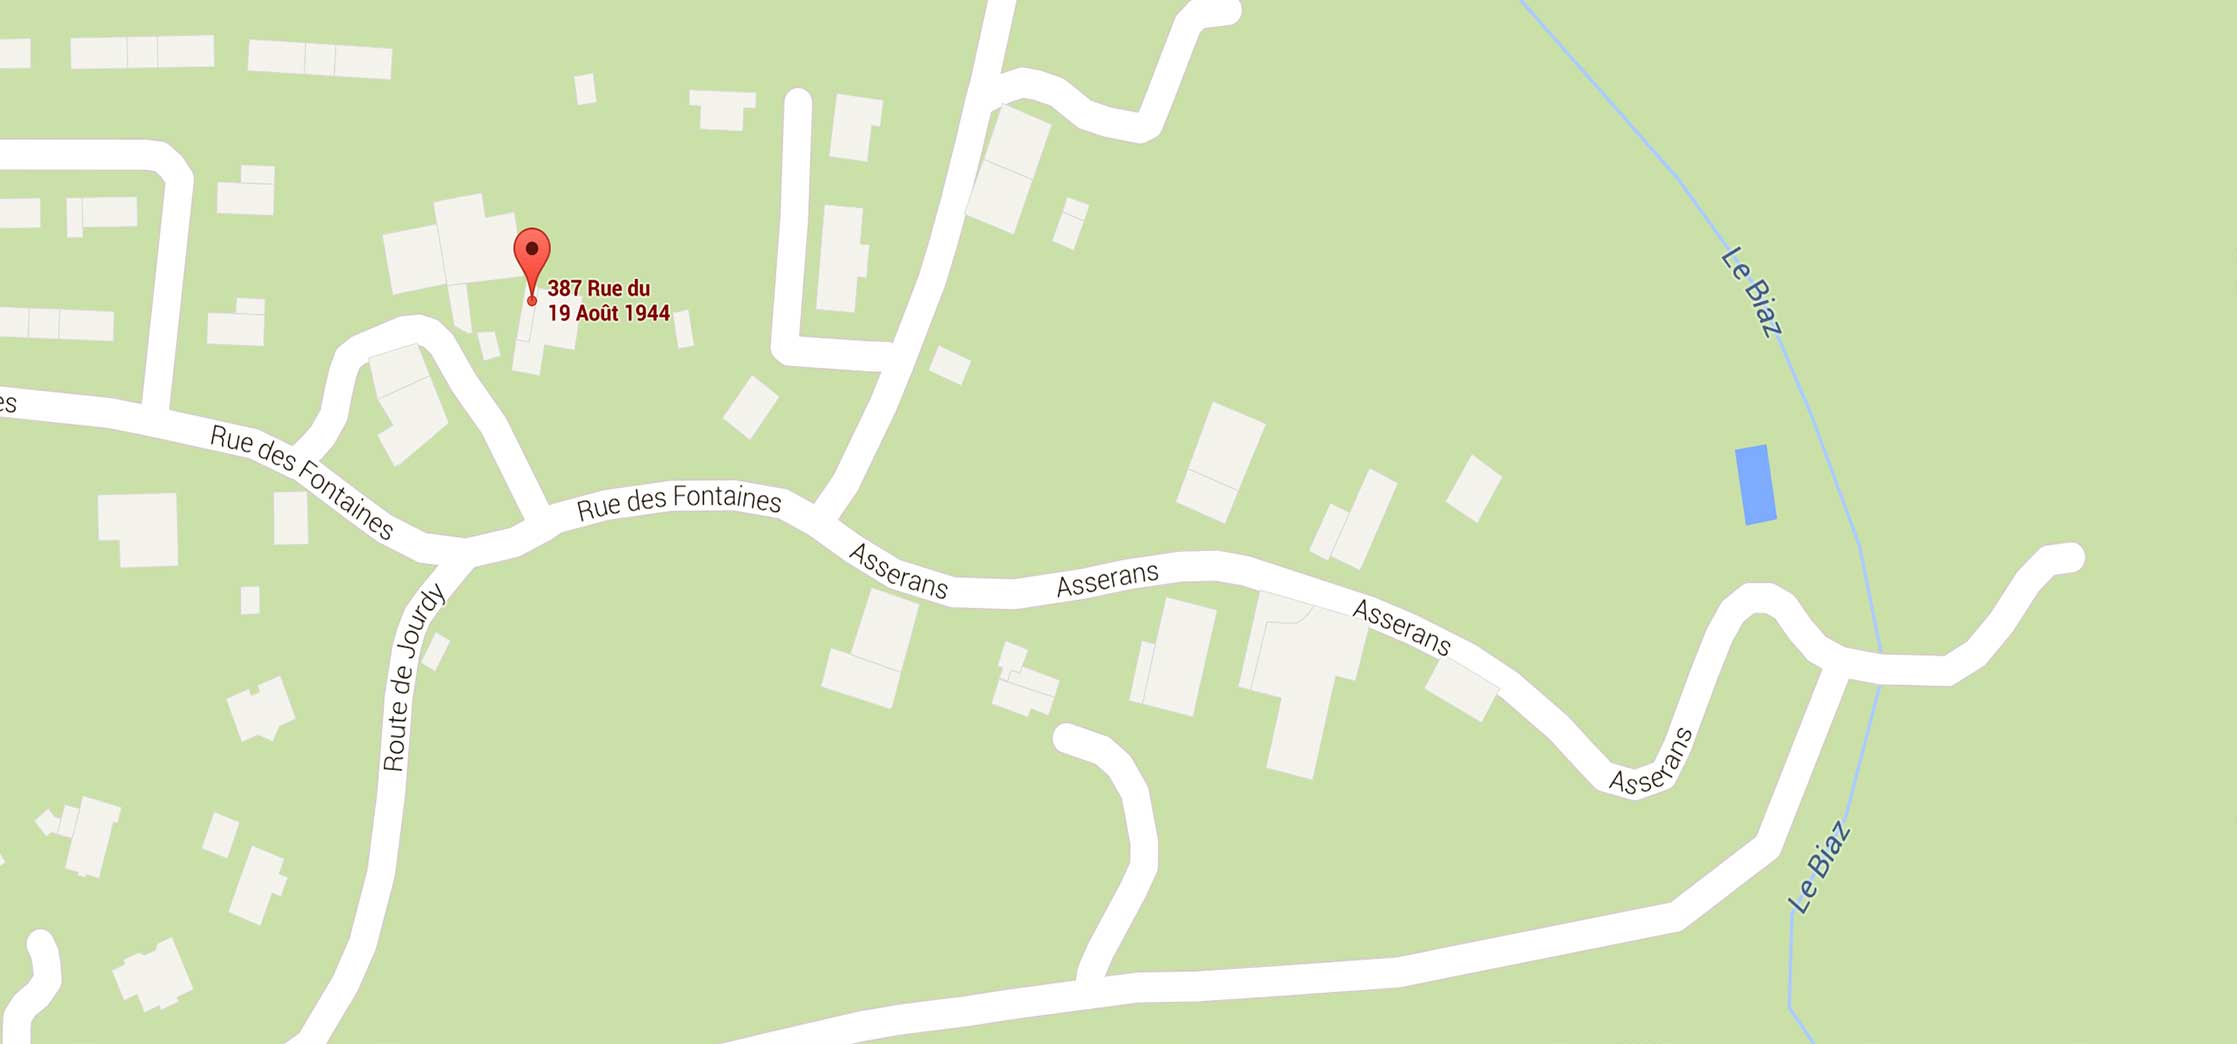 Le Biaz
387 Rue du
19 Août 1944
es
Rue des Fontaines
Rue des Fontaines
Asserans
Asserans
Asserans
Route de Jourdy
Asserans
Le Biaz